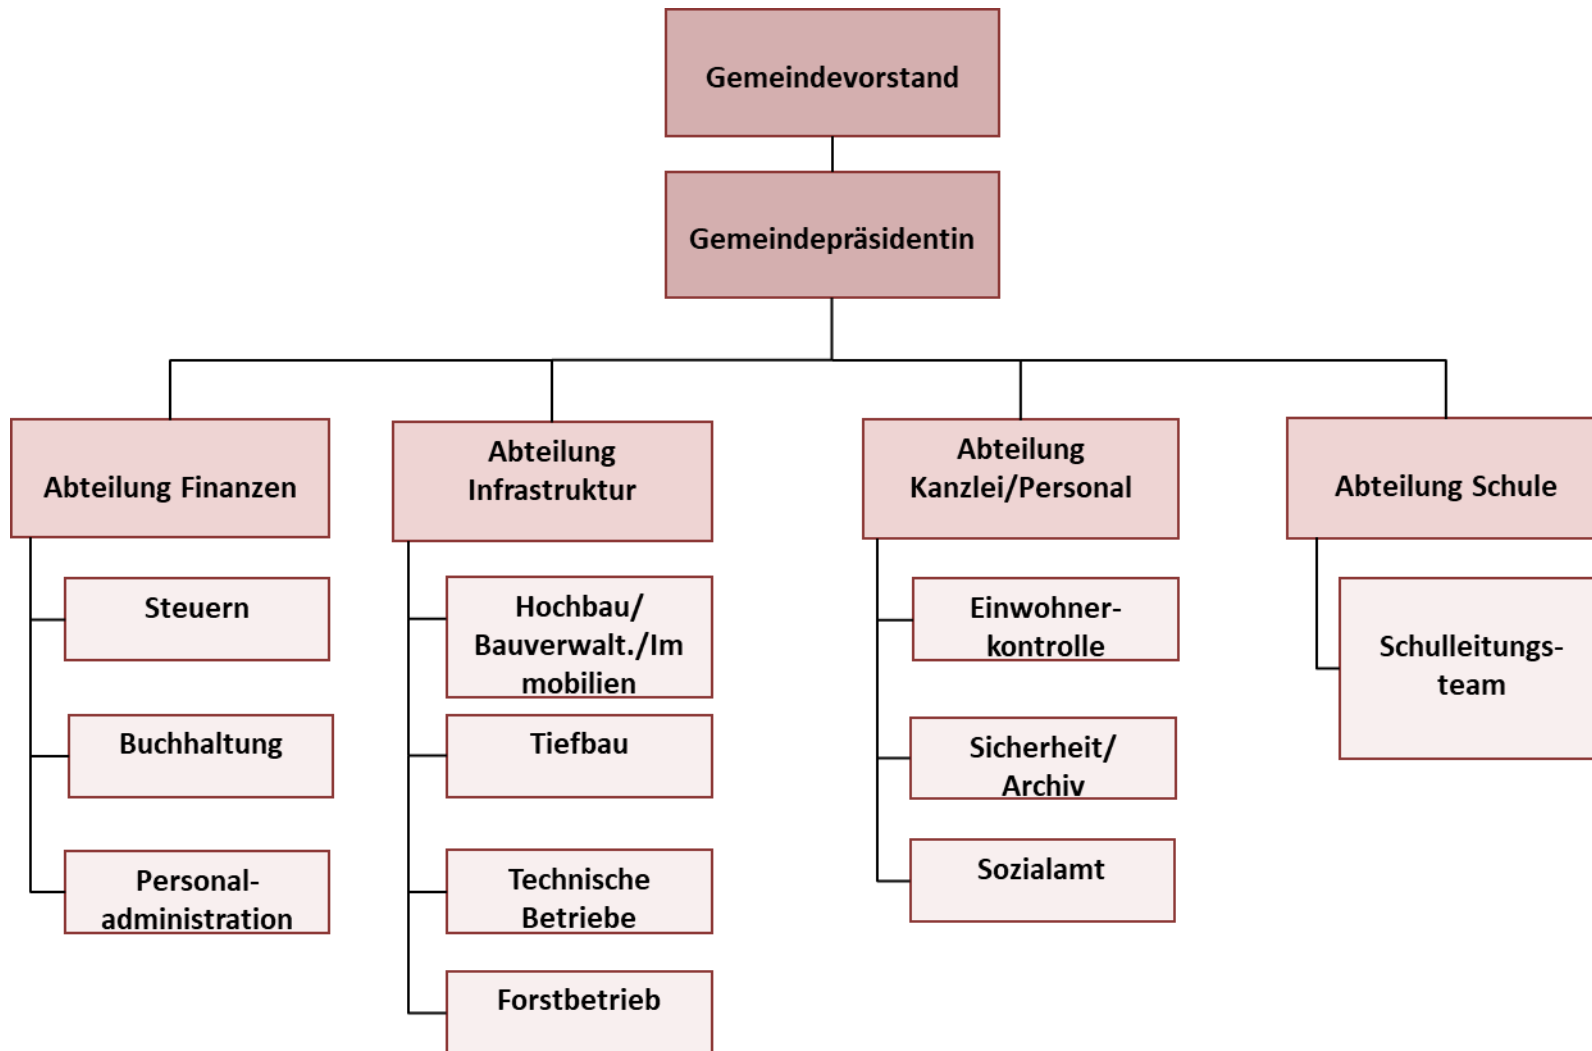 Gemeindevorstand
Gemeindepräsidentin
Abteilung Finanzen
Abteilung
Infrastruktur
Abteilung
Kanzlei/Personal
Abteilung Schule
Steuern
Buchhaltung
Personal-
administration
Hochbau/
Bauverwalt./Im
mobilien
Tiefbau
Technische
Betriebe
Forstbetrieb
Einwohner-
kontrolle
Sicherheit/
Archiv
Sozialamt
Schulleitungs-
team